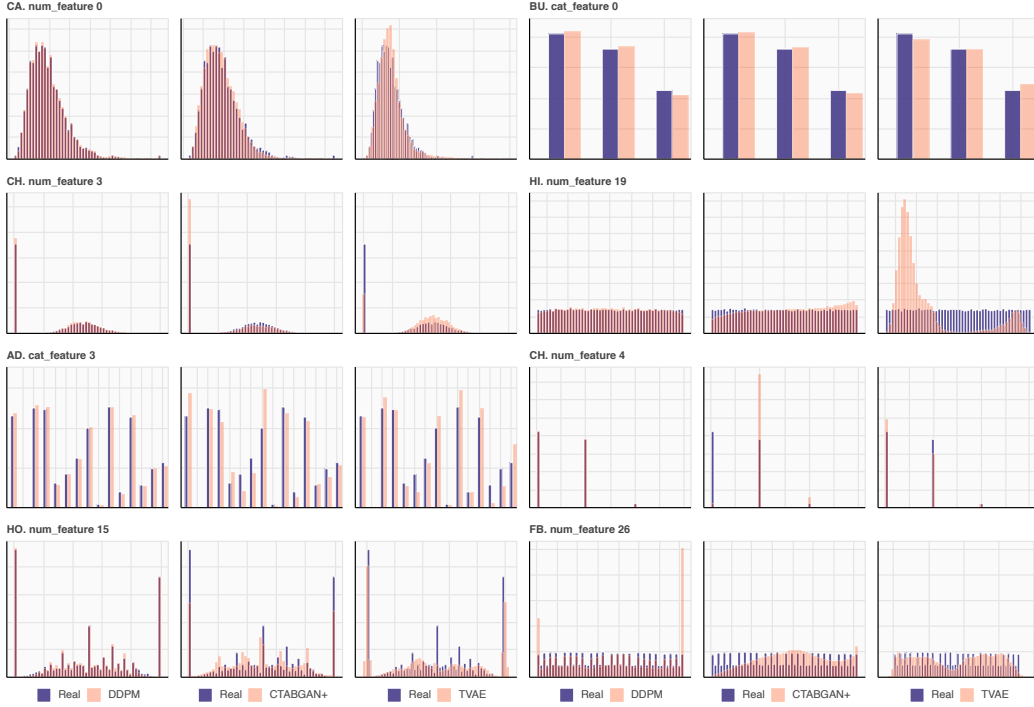 CA. num_feature 0
BU. cat_feature 0
CH. num_feature 3
HI. num_feature 19
AD. cat_feature 3
CH. num_feature 4
HO. num_feature 15
FB. num_feature 26
Real DDPM Real CTABGAN+ Real TVAE Real DDPM Real CTABGAN+ Real TVAE